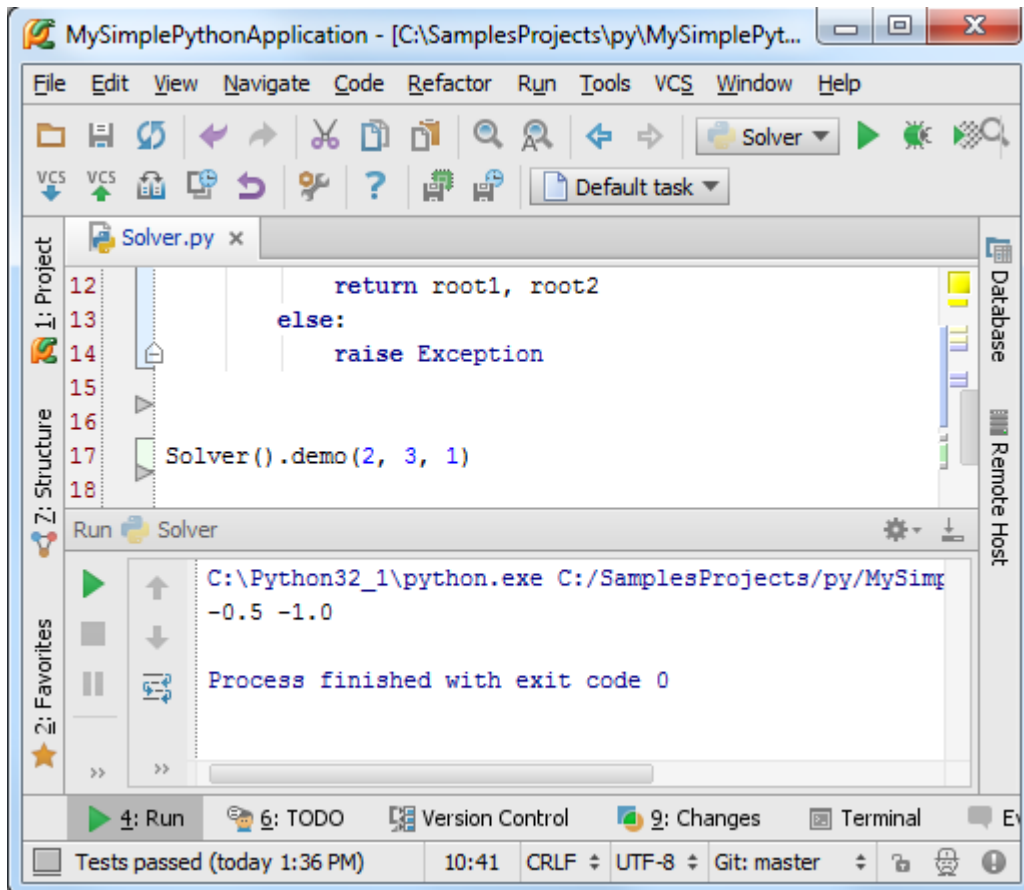 MySimplePythonApplication - [C:\SamplesProjects\py\MySimplePyt...
File Edit View Navigate Code Refactor Run Tools VCS Window Help
Solver
VCS VCS ? Default task
Solver.py
1: Project
Z: Structure
2: Favorites
12 return root1, root2
13 else:
14 raise Exception
15
16
17 Solver().demo(2, 3, 1)
18
Database
Remote Host
Run Solver
C:\Python32_1\python.exe C:/SamplesProjects/py/MySimp
-0.5 -1.0
Process finished with exit code 0
4: Run 6: TODO Version Control 9: Changes Terminal Ev
Tests passed (today 1:36 PM) 10:41 CRLF UTF-8 Git: master